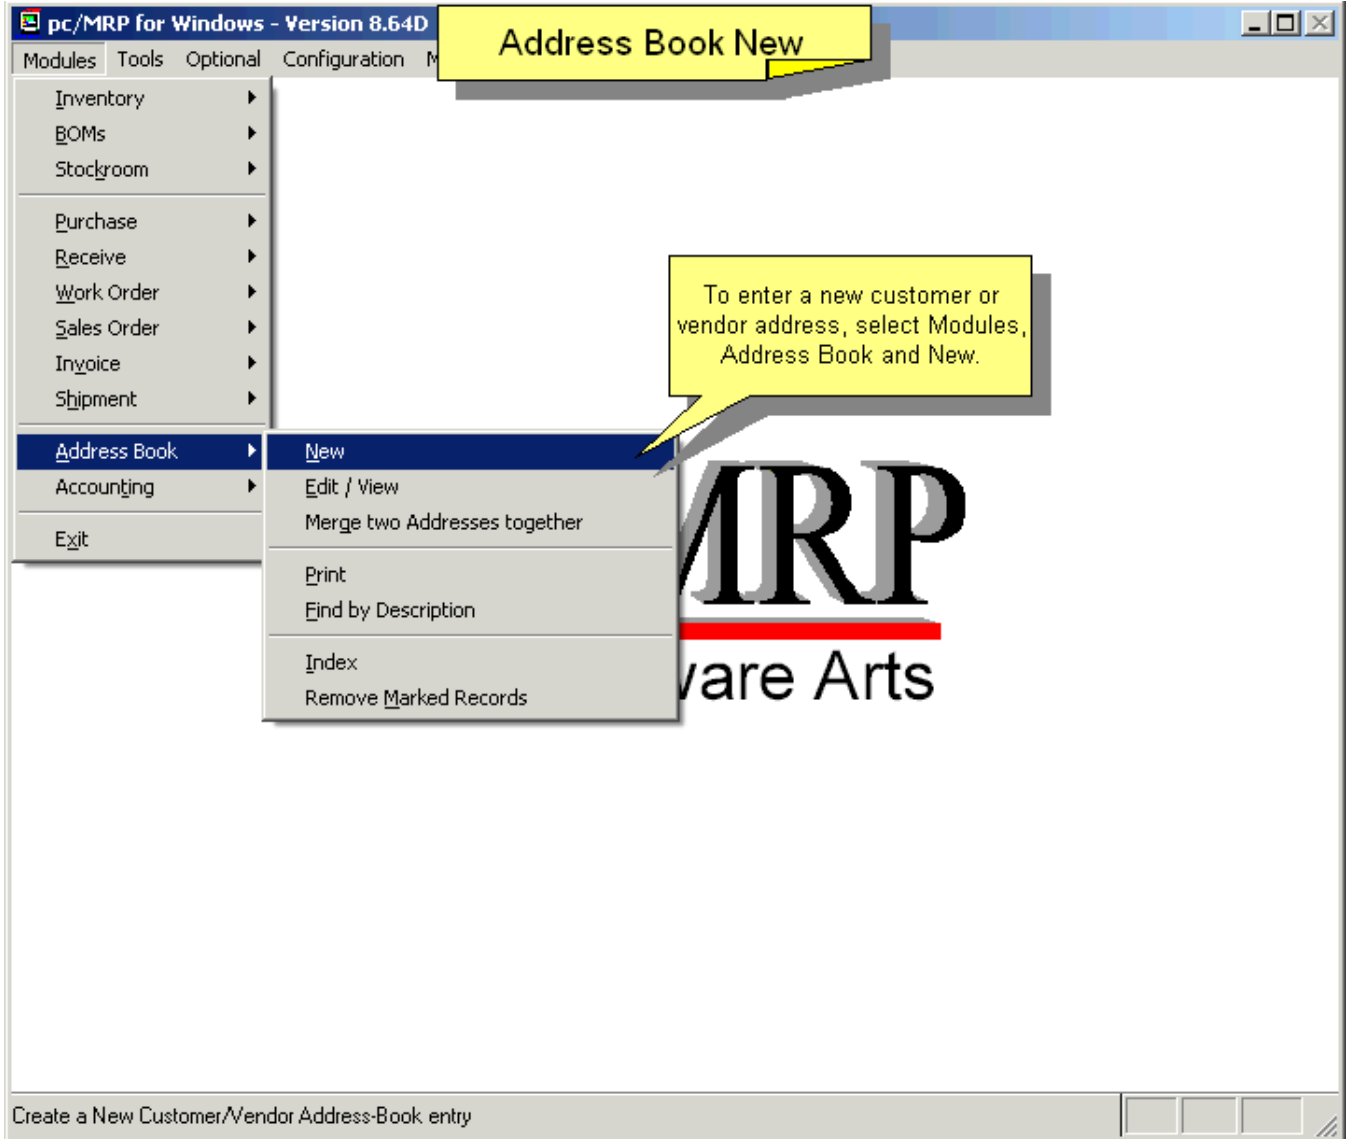 pc/MRP for Windows - Version 8.64D
Address Book New
Modules Tools Optional Configuration
Inventory
BOMs
Stockroom
Purchase
Receive
Work Order
Sales Order
Invoice
Shipment
Address Book
Accounting
Exit
To enter a new customer or
vendor address, select Modules,
Address Book and New.
New
Edit / View
Merge two Addresses together
Print
Find by Description
Index
Remove Marked Records
MRP
ware Arts
Create a New Customer/Vendor Address-Book entry